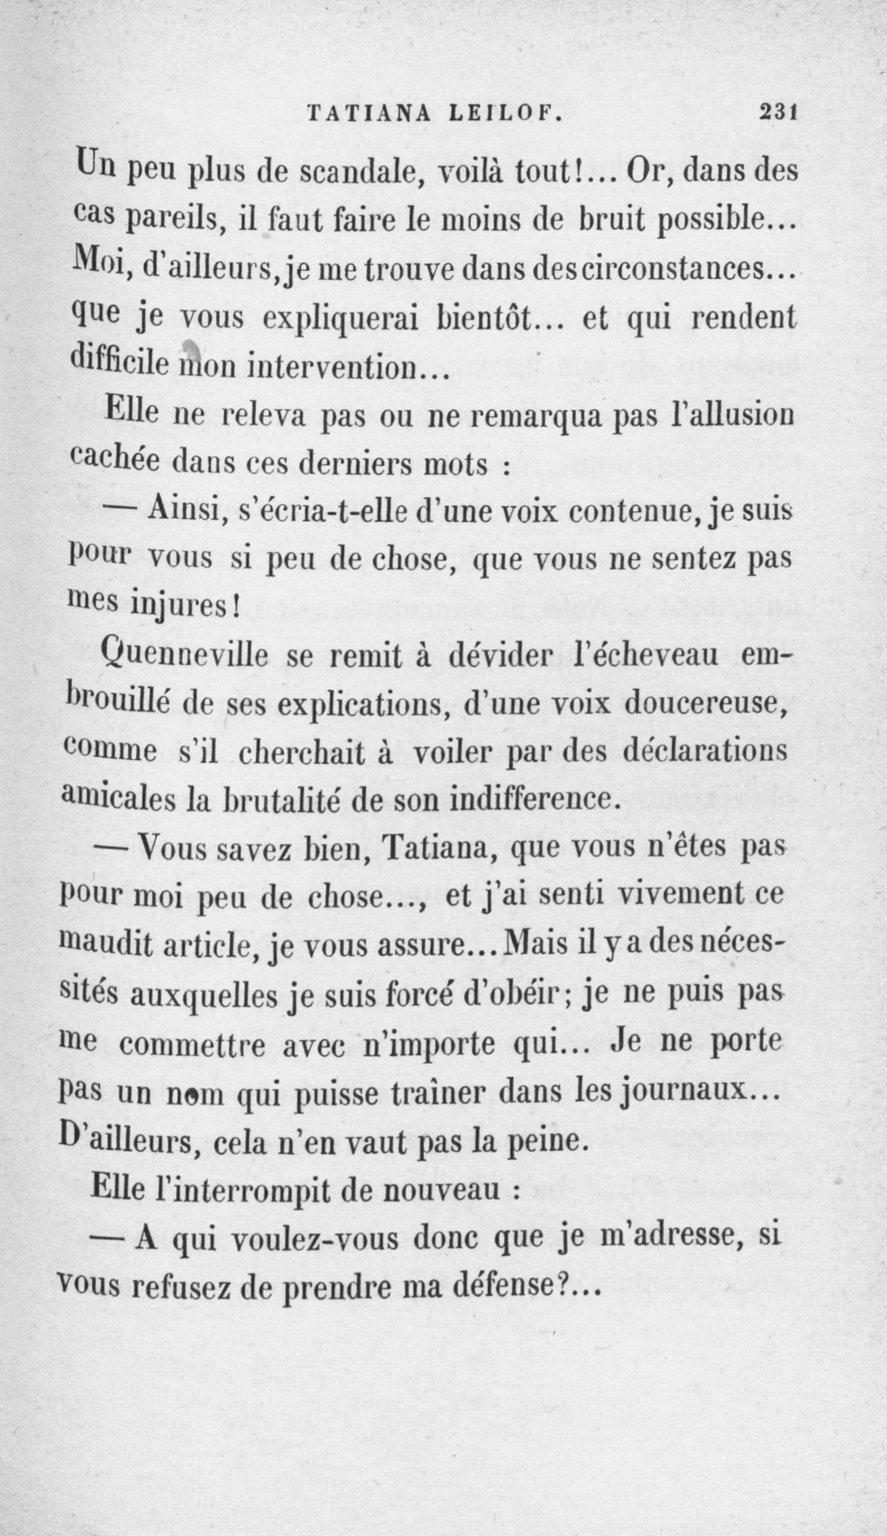 TATIANA LEILOF. 231
Un peu plus de scandale, voilà tout!... Or, dans des
cas pareils, il faut faire le moins de bruit possible...
Moi, d'ailleurs, je me trouve dans des circonstances...
que je vous expliquerai bientôt... et qui rendent
difficile mon intervention...
Elle ne releva pas ou ne remarqua pas l'allusion
cachée dans ces derniers mots :
— Ainsi, s'écria-t-elle d'une voix contenue, je suis
pour vous si peu de chose, que vous ne sentez pas
mes injures!
Quenneville se remit à dévider l'écheveau em-
brouillé de ses explications, d'une voix doucereuse,
comme s'il cherchait à voiler par des déclarations
amicales la brutalité de son indifference.
— Vous savez bien, Tatiana, que vous n'êtes pas
pour moi peu de chose..., et j'ai senti vivement ce
maudit article, je vous assure... Mais il y a des néces-
sités auxquelles je suis forcé d'obéir; je ne puis pas
me commettre avec n'importe qui... Je ne porte
pas un nom qui puisse traîner dans les journaux...
D'ailleurs, cela n'en vaut pas la peine.
Elle l'interrompit de nouveau :
— A qui voulez-vous donc que je m'adresse, si
vous refusez de prendre ma défense?...